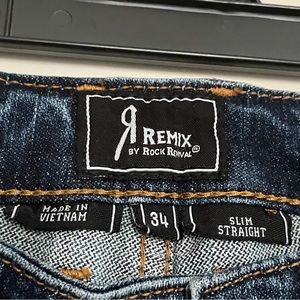 REMIX
BY ROCK REVIVAL®
MADE IN
VIETNAM
34
SLIM
STRAIGHT